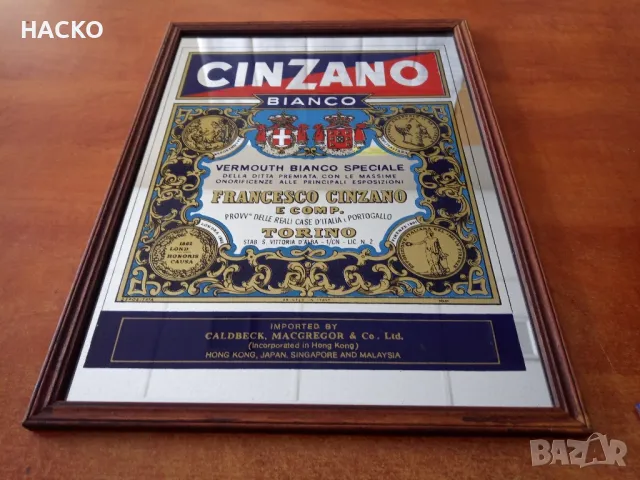 HACKO
CINZANO
BIANCO
VERMOUTH BIANCO SPECIALE
DELLA DITTA PREMIATA CON LE MASSIME
ONORIFICENZE ALLE PRINCIPALI ESPOSIZIONI
FRANCESCO CINZANO
E COMP.
PROVV.ri DELLE REALI CASE D'ITALIA E PORTOGALLO
TORINO
STAB. S. VITTORIA D'ALBA - 1/CN - LIC N. 2
1862
LOND.
HONORIS
CAUSA
IMPORTED BY
CALDBECK, MACGREGOR & Co., Ltd.
(Incorporated in Hong Kong)
HONG KONG, JAPAN, SINGAPORE AND MALAYSIA
BAZAR